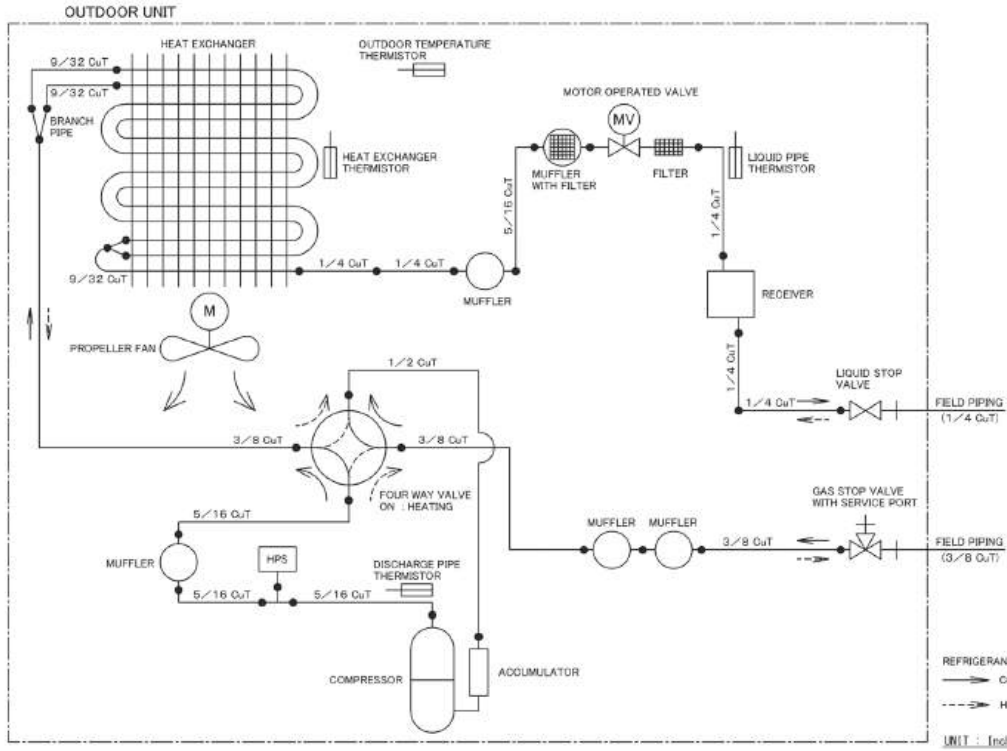 OUTDOOR UNIT
HEAT EXCHANGER
OUTDOOR TEMPERATURE
THERMISTOR
9/32 CuT
9/32 CuT
BRANCH
PIPE
MOTOR OPERATED VALVE
MV
HEAT EXCHANGER
THERMISTOR
MUFFLER
WITH FILTER
FILTER
LIQUID PIPE
THERMISTOR
5/16 CuT
1/4 CuT
9/32 CuT
1/4 CuT
1/4 CuT
MUFFLER
RECEIVER
M
PROPELLER FAN
1/2 CuT
1/4 CuT
LIQUID STOP
VALVE
1/4 CuT
FIELD PIPING
(1/4 CuT)
3/8 CuT
3/8 CuT
FOUR WAY VALVE
ON : HEATING
GAS STOP VALVE
WITH SERVICE PORT
5/16 CuT
MUFFLER
MUFFLER
MUFFLER
3/8 CuT
FIELD PIPING
(3/8 CuT)
HPS
DISCHARGE PIPE
THERMISTOR
5/16 CuT
5/16 CuT
COMPRESSOR
ACCUMULATOR
REFRIGERAN
C
H
UNIT : Inc